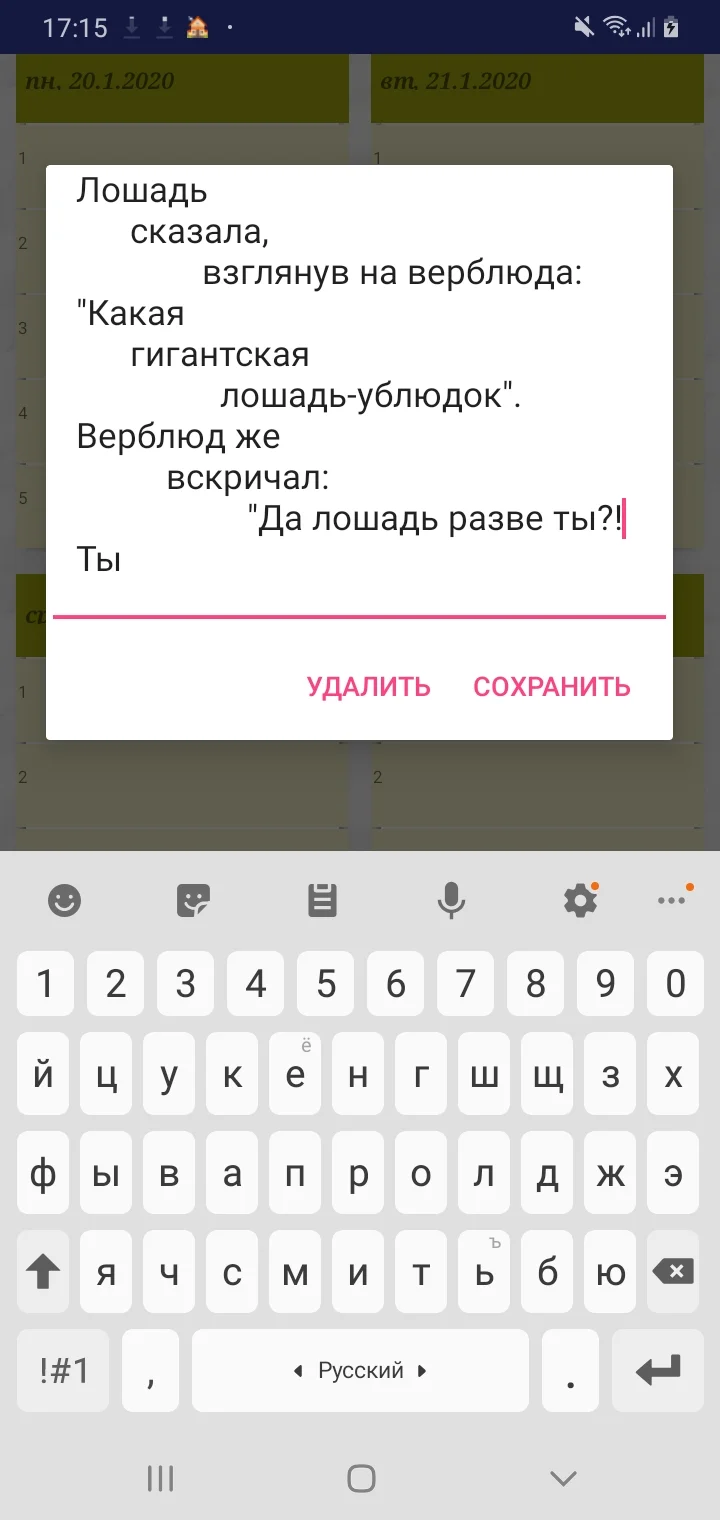 17:15
пн, 20.1.2020 вт, 21.1.2020
1 1
2
3
4
5
Лошадь
сказала,
взглянув на верблюда:
"Какая
гигантская
лошадь-ублюдок".
Верблюд же
вскричал:
"Да лошадь разве ты?!
Ты
УДАЛИТЬ СОХРАНИТЬ
1
2 2
1 2 3 4 5 6 7 8 9 0
й ц у к е ё н г ш щ з х
ф ы в а п р о л д ж э
я ч с м и т ь ъ б ю
!#1 , Русский .